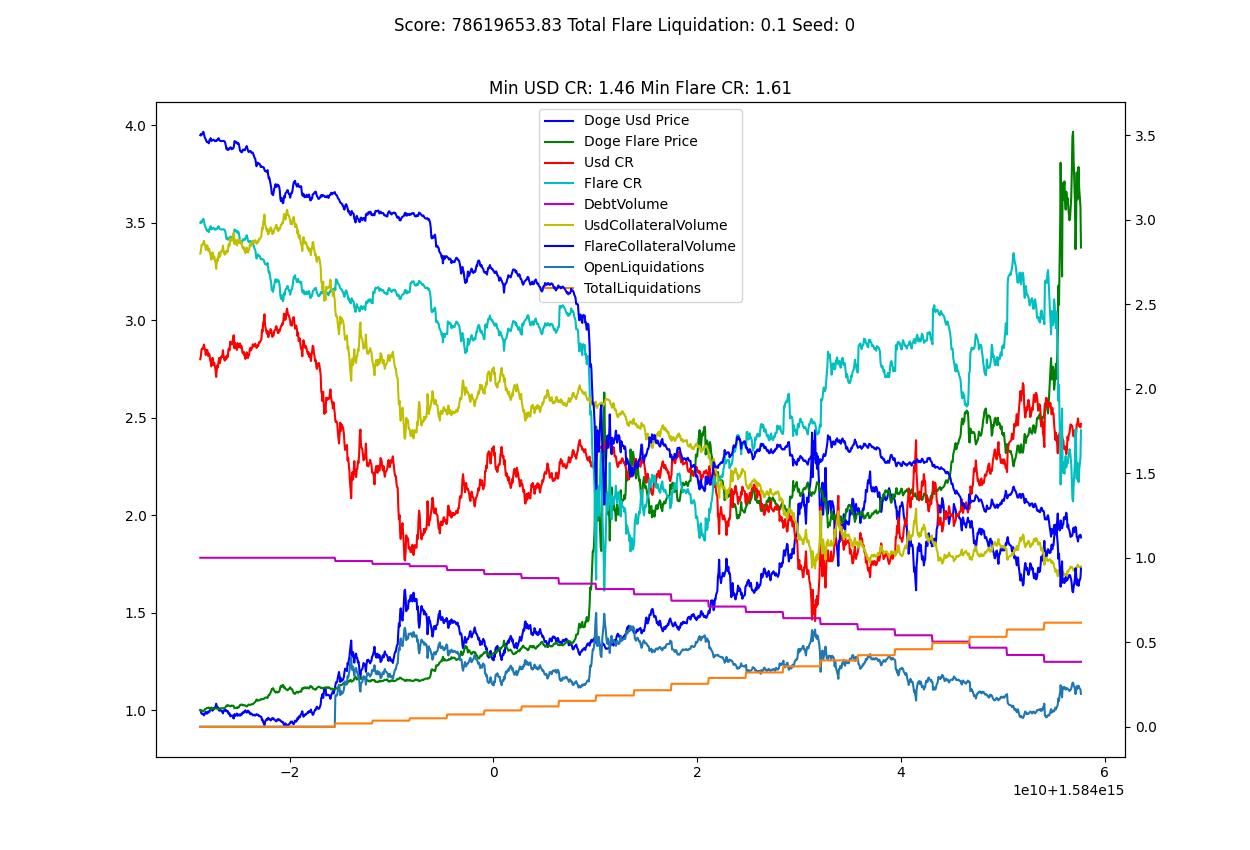 Score: 78619653.83 Total Flare Liquidation: 0.1 Seed: 0
Min USD CR: 1.46 Min Flare CR: 1.61
Doge Usd Price
Doge Flare Price
Usd CR
Flare CR
DebtVolume
UsdCollateralVolume
FlareCollateralVolume
OpenLiquidations
TotalLiquidations
4.0
3.5
3.0
2.5
2.0
1.5
1.0
3.5
3.0
2.5
2.0
1.5
1.0
0.5
0.0
−2
0
2
4
6
1e10+1.584e15